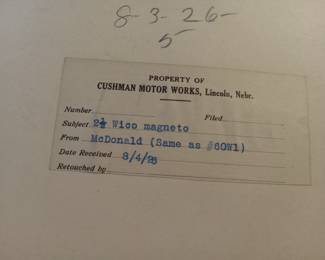 8-3-26-
5
PROPERTY OF
CUSHMAN MOTOR WORKS, Lincoln, Nebr.
Number Filed
Subject 2½ Wico magneto
From McDonald (Same as #60W1)
Date Received 8/4/26
Retouched by